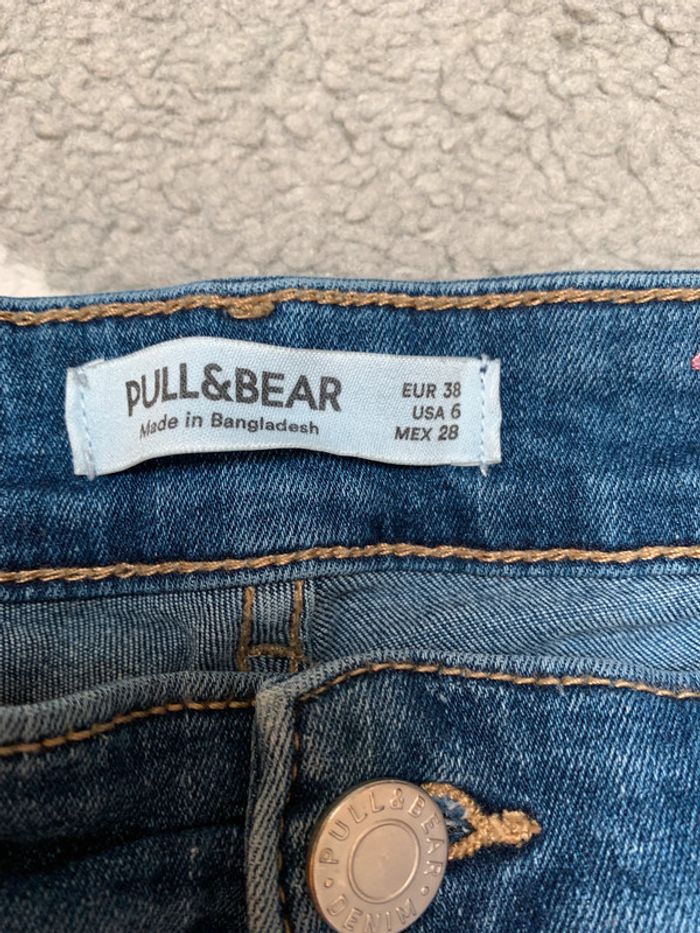 PULL&BEAR
Made in Bangladesh
EUR 38
USA 6
MEX 28
PULL&BEAR
DENIM